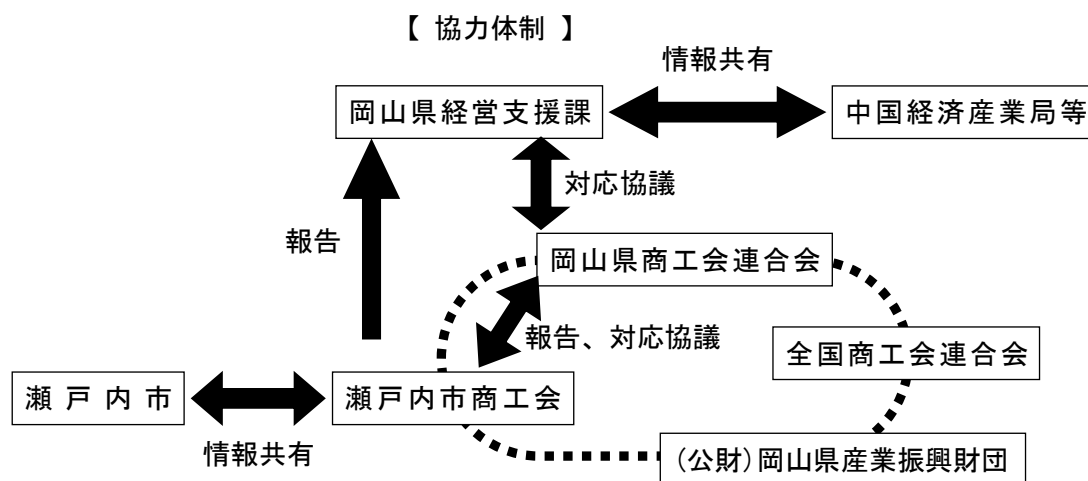 【 協力体制 】
情報共有
岡山県経営支援課
中国経済産業局等
対応協議
報告
岡山県商工会連合会
報告、対応協議
全国商工会連合会
瀬戸内市
瀬戸内市商工会
情報共有
(公財)岡山県産業振興財団